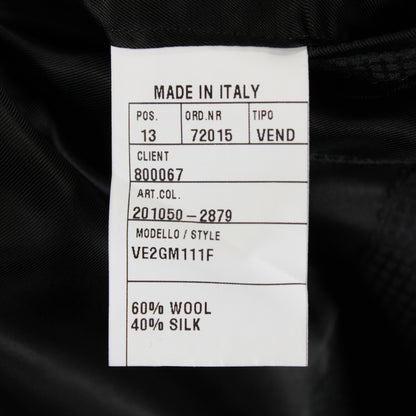 MADE IN ITALY
POS. ORD.NR TIPO
13 72015 VEND
CLIENT
800067
ART.COL.
201050-2879
MODELLO / STYLE
VE2GM111F
60% WOOL
40% SILK